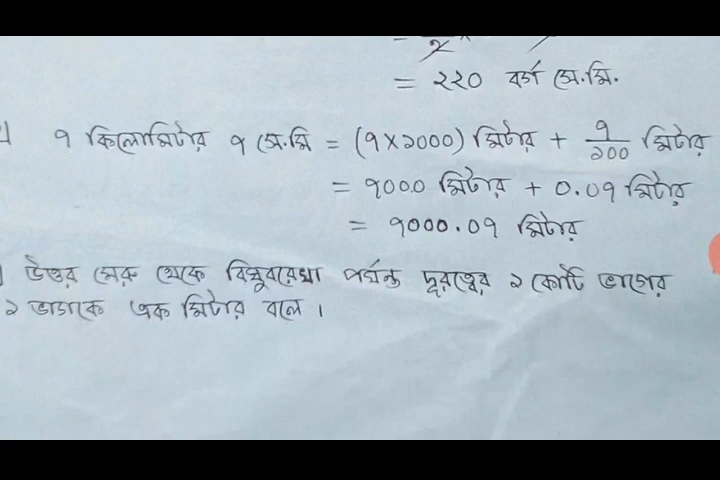 = ২২০ বর্গ সে.মি.
৭ কিলোমিটার ৭ সে.মি = (৭×১০০০) মিটার + ৭/১০০ মিটার
= ৭০০০ মিটার + ০.০৭ মিটার
= ৭০০০.০৭ মিটার
উত্তর মেরু থেকে বিষুবরেখা পর্যন্ত দূরত্বের ১ কোটি ভাগের
১ ভাগকে এক মিটার বলে ।